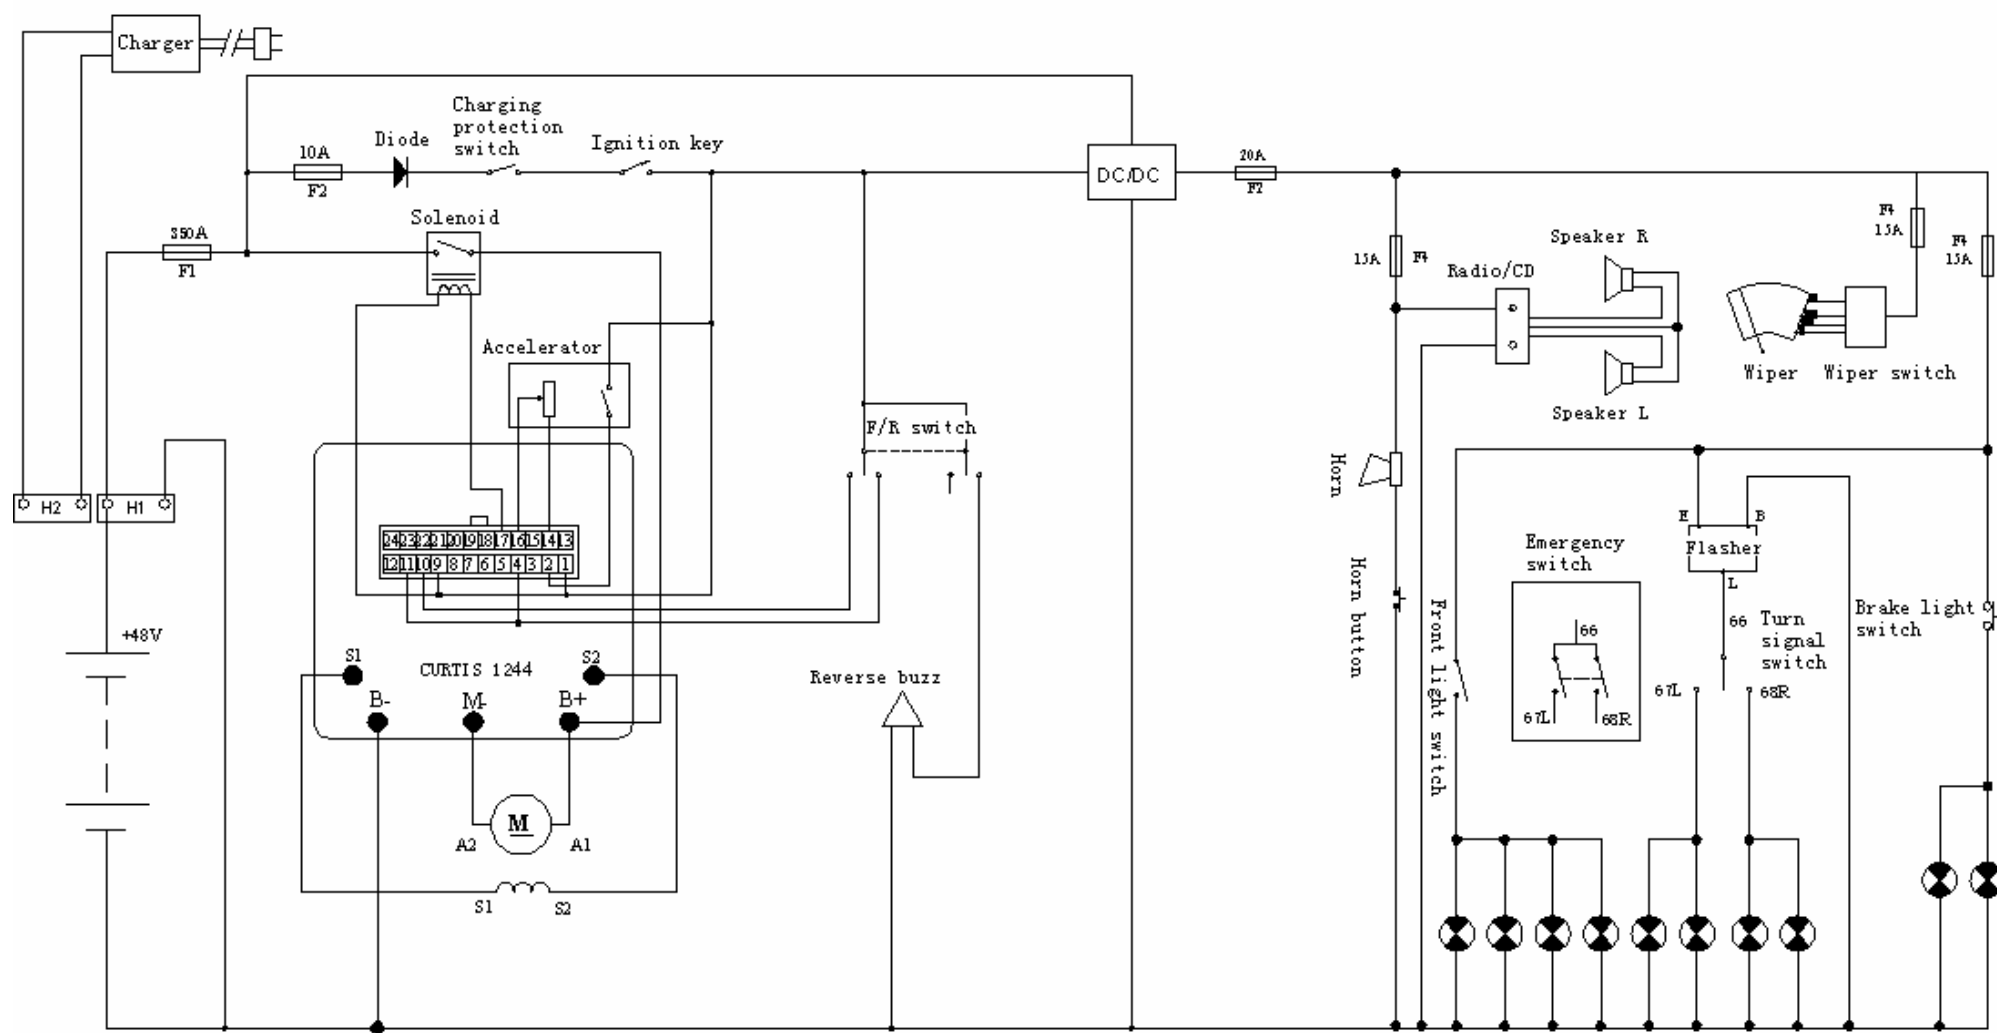 Charger
Charging
protection
switch
Diode
Ignition key
10A
F2
DC/DC
20A
F2
Solenoid
350A
F1
Accelerator
F/R switch
H2
H1
24 23 22 21 20 19 18 17 16 15 14 13
12 11 10 9 8 7 6 5 4 3 2 1
+48V
S1
CURTIS 1244
S2
B-
M-
B+
M
A2
A1
S1
S2
Reverse buzz
15A
F4
Radio/CD
Speaker R
Speaker L
F4
15A
F4
15A
Wiper
Wiper switch
Horn
Horn button
Front light switch
Emergency
switch
66
67L
68R
E
B
Flasher
L
66
Turn
signal
switch
67L
68R
Brake light
switch